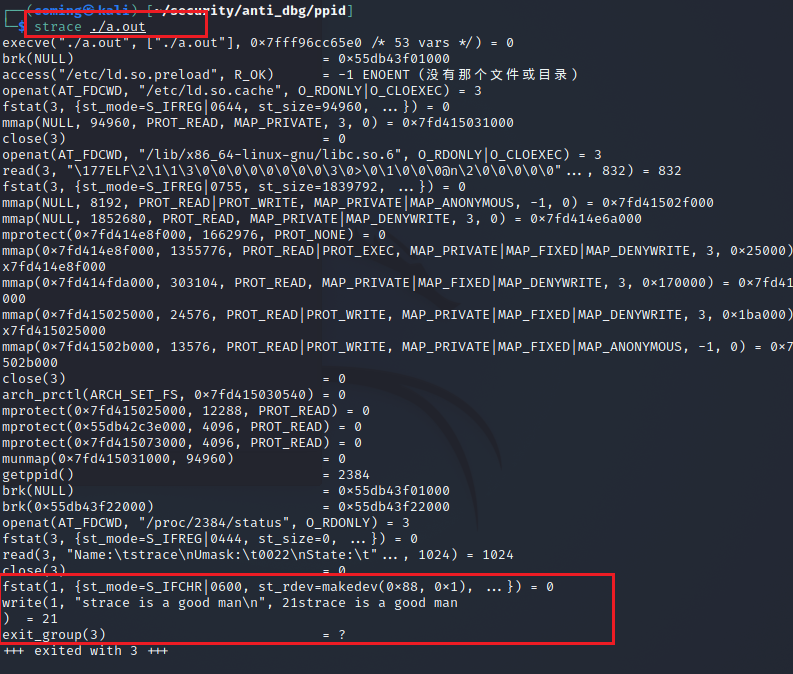 ┌──(coming㉿kali)-[~/security/anti_dbg/ppid]
└─$ strace ./a.out
execve("./a.out", ["./a.out"], 0×7fff96cc65e0 /* 53 vars */) = 0
brk(NULL)                               = 0×55db43f01000
access("/etc/ld.so.preload", R_OK)      = -1 ENOENT (没有那个文件或目录)
openat(AT_FDCWD, "/etc/ld.so.cache", O_RDONLY|O_CLOEXEC) = 3
fstat(3, {st_mode=S_IFREG|0644, st_size=94960, ...}) = 0
mmap(NULL, 94960, PROT_READ, MAP_PRIVATE, 3, 0) = 0×7fd415031000
close(3)                                = 0
openat(AT_FDCWD, "/lib/x86_64-linux-gnu/libc.so.6", O_RDONLY|O_CLOEXEC) = 3
read(3, "\177ELF\2\1\1\3\0\0\0\0\0\0\0\0\3\0>\0\1\0\0\0@n\2\0\0\0\0\0"..., 832) = 832
fstat(3, {st_mode=S_IFREG|0755, st_size=1839792, ...}) = 0
mmap(NULL, 8192, PROT_READ|PROT_WRITE, MAP_PRIVATE|MAP_ANONYMOUS, -1, 0) = 0×7fd41502f000
mmap(NULL, 1852680, PROT_READ, MAP_PRIVATE|MAP_DENYWRITE, 3, 0) = 0×7fd414e6a000
mprotect(0×7fd414e8f000, 1662976, PROT_NONE) = 0
mmap(0×7fd414e8f000, 1355776, PROT_READ|PROT_EXEC, MAP_PRIVATE|MAP_FIXED|MAP_DENYWRITE, 3, 0×25000)
x7fd414e8f000
mmap(0×7fd414fda000, 303104, PROT_READ, MAP_PRIVATE|MAP_FIXED|MAP_DENYWRITE, 3, 0×170000) = 0×7fd41
000
mmap(0×7fd415025000, 24576, PROT_READ|PROT_WRITE, MAP_PRIVATE|MAP_FIXED|MAP_DENYWRITE, 3, 0×1ba000)
x7fd415025000
mmap(0×7fd41502b000, 13576, PROT_READ|PROT_WRITE, MAP_PRIVATE|MAP_FIXED|MAP_ANONYMOUS, -1, 0) = 0×7
502b000
close(3)                                = 0
arch_prctl(ARCH_SET_FS, 0×7fd415030540) = 0
mprotect(0×7fd415025000, 12288, PROT_READ) = 0
mprotect(0×55db42c3e000, 4096, PROT_READ) = 0
mprotect(0×7fd415073000, 4096, PROT_READ) = 0
munmap(0×7fd415031000, 94960)           = 0
getppid()                               = 2384
brk(NULL)                               = 0×55db43f01000
brk(0×55db43f22000)                     = 0×55db43f22000
openat(AT_FDCWD, "/proc/2384/status", O_RDONLY) = 3
fstat(3, {st_mode=S_IFREG|0444, st_size=0, ...}) = 0
read(3, "Name:\tstrace\nUmask:\t0022\nState:\t"..., 1024) = 1024
close(3)                                = 0
fstat(1, {st_mode=S_IFCHR|0600, st_rdev=makedev(0×88, 0×1), ...}) = 0
write(1, "strace is a good man\n", 21strace is a good man
)  = 21
exit_group(3)                           = ?
+++ exited with 3 +++